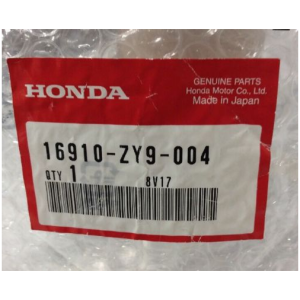 GENUINE PARTS
Honda Motor Co., Ltd.
Made in Japan
HONDA
16910-ZY9-004
QTY 1
8V17